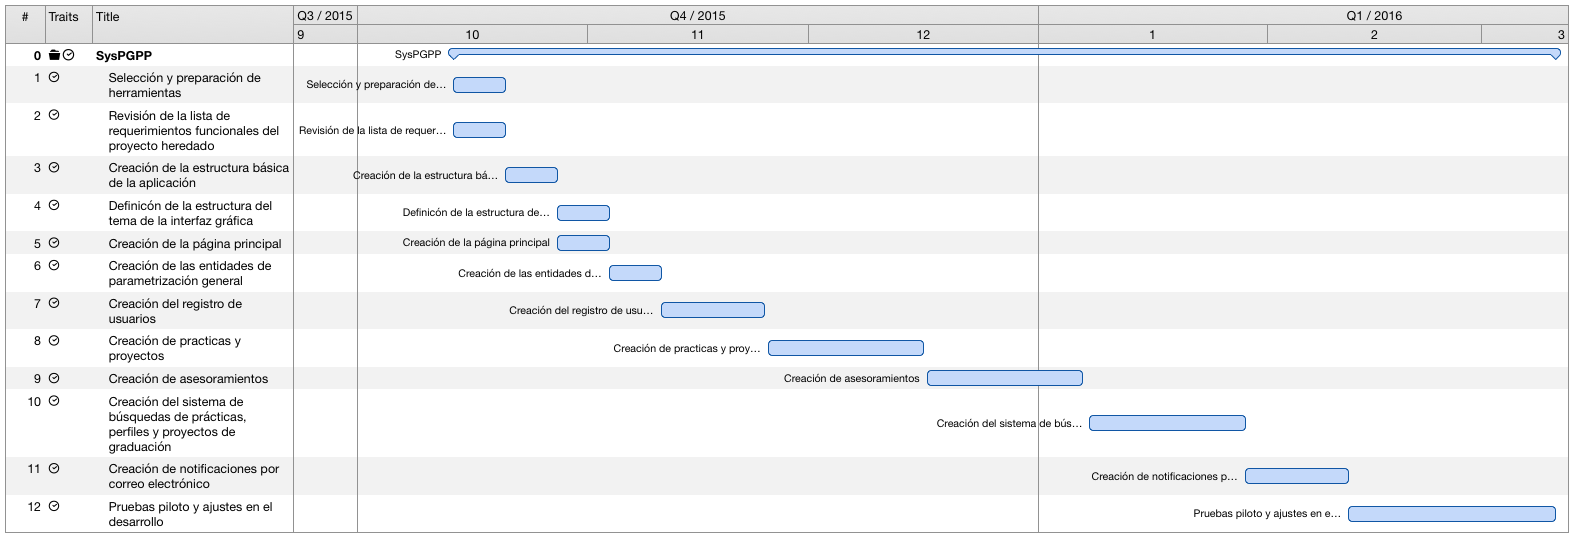 # Traits Title Q3 / 2015 Q4 / 2015 Q1 / 2016
9 10 11 12 1 2 3
0 SysPGPP SysPGPP
1 Selección y preparación de
herramientas
Selección y preparación de…
2 Revisión de la lista de
requerimientos funcionales del
proyecto heredado
Revisión de la lista de requer…
3 Creación de la estructura básica
de la aplicación
Creación de la estructura bá…
4 Definicón de la estructura del
tema de la interfaz gráfica
Definicón de la estructura de…
5 Creación de la página principal Creación de la página principal
6 Creación de las entidades de
parametrización general
Creación de las entidades d…
7 Creación del registro de
usuarios
Creación del registro de usu…
8 Creación de practicas y
proyectos
Creación de practicas y proy…
9 Creación de asesoramientos Creación de asesoramientos
10 Creación del sistema de
búsquedas de prácticas,
perfiles y proyectos de
graduación
Creación del sistema de bús…
11 Creación de notificaciones por
correo electrónico
Creación de notificaciones p…
12 Pruebas piloto y ajustes en el
desarrollo
Pruebas piloto y ajustes en e…